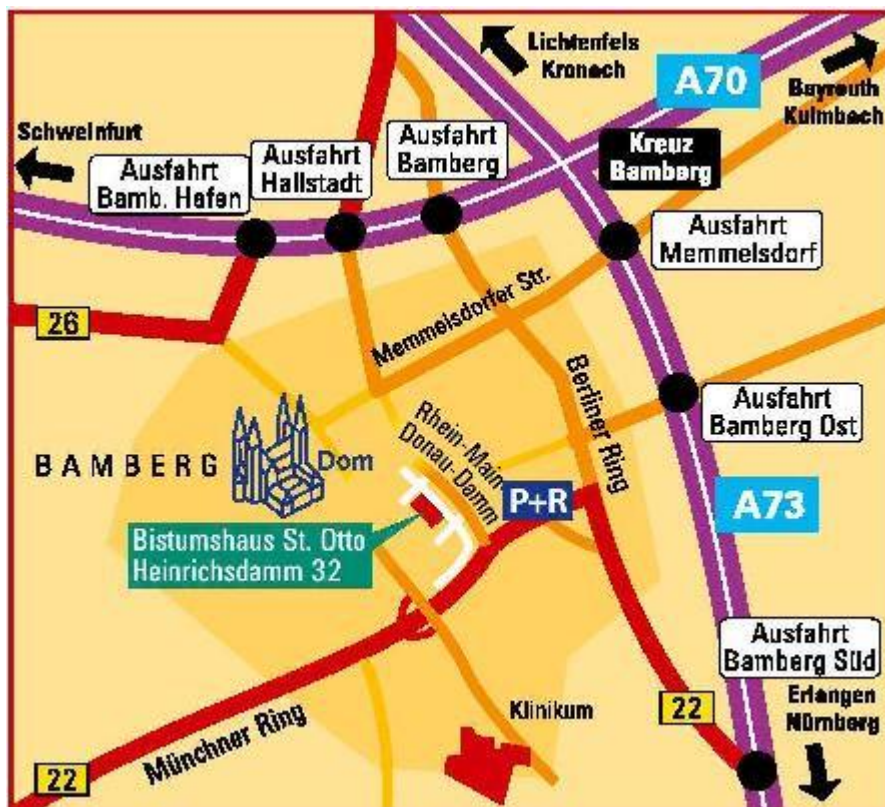 Lichtenfels
Kronach
A70
Bayreuth
Kulmbach
Schweinfurt
Ausfahrt
Bamb. Hafen
Ausfahrt
Hallstadt
Ausfahrt
Bamberg
Kreuz
Bamberg
Ausfahrt
Memmelsdorf
26
Memmelsdorfer Str.
Berliner Ring
Ausfahrt
Bamberg Ost
Rhein-Main-
Donau-Damm
BAMBERG
Dom
P+R
A73
Bistumshaus St. Otto
Heinrichsdamm 32
Ausfahrt
Bamberg Süd
Erlangen
Nürnberg
22
Klinikum
Münchner Ring
22